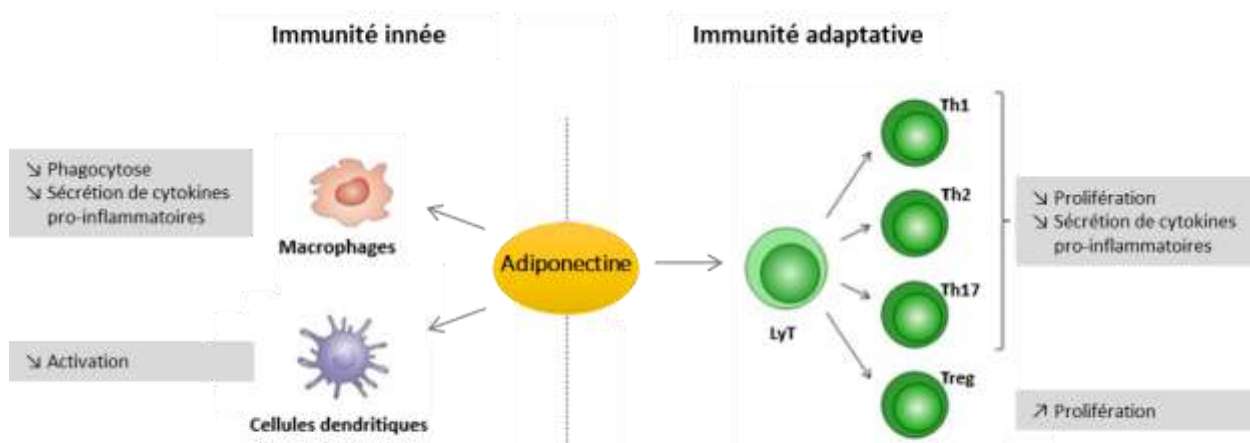 Immunité innée
Immunité adaptative
↘ Phagocytose
↘ Sécrétion de cytokines
pro-inflammatoires
Macrophages
↘ Activation
Cellules dendritiques
Adiponectine
LyT
Th1
Th2
Th17
Treg
↘ Prolifération
↘ Sécrétion de cytokines
pro-inflammatoires
↗ Prolifération